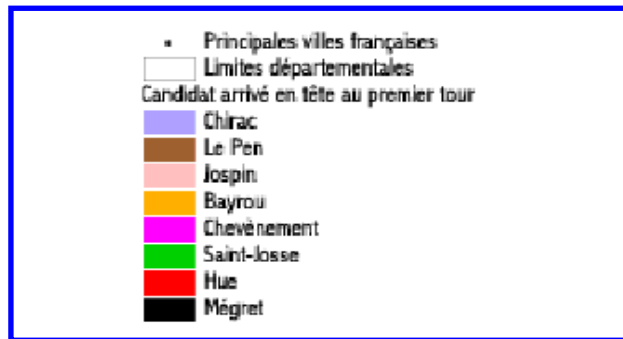 Principales villes françaises
Limites départementales
Candidat arrivé en tête au premier tour
Chirac
Le Pen
Jospin
Bayrou
Chevènement
Saint-Josse
Hue
Mégret